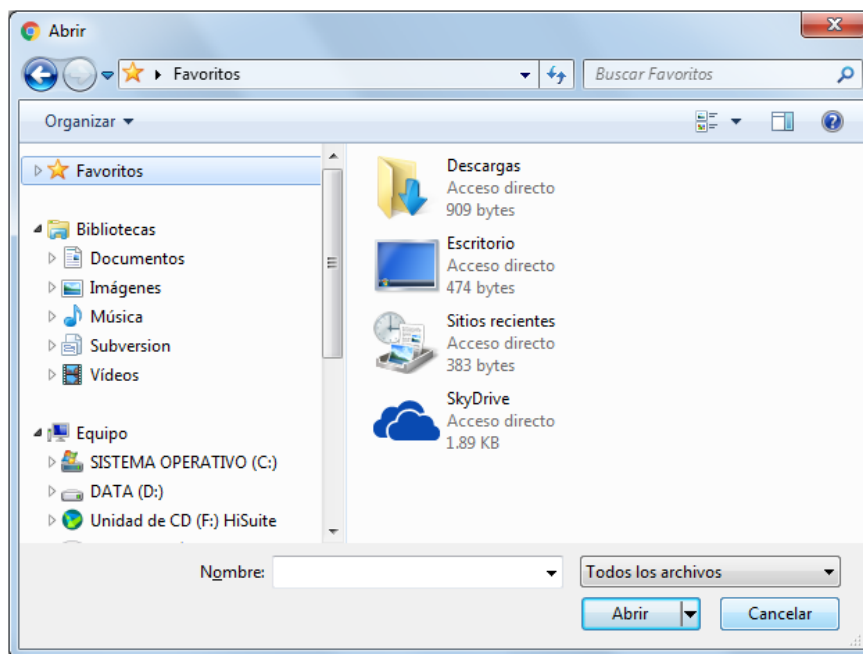 Abrir
Favoritos
Buscar Favoritos
Organizar
Favoritos
Bibliotecas
Documentos
Imágenes
Música
Subversion
Vídeos
Equipo
SISTEMA OPERATIVO (C:)
DATA (D:)
Unidad de CD (F:) HiSuite
Descargas
Acceso directo
909 bytes
Escritorio
Acceso directo
474 bytes
Sitios recientes
Acceso directo
383 bytes
SkyDrive
Acceso directo
1.89 KB
Nombre:
Todos los archivos
Abrir
Cancelar